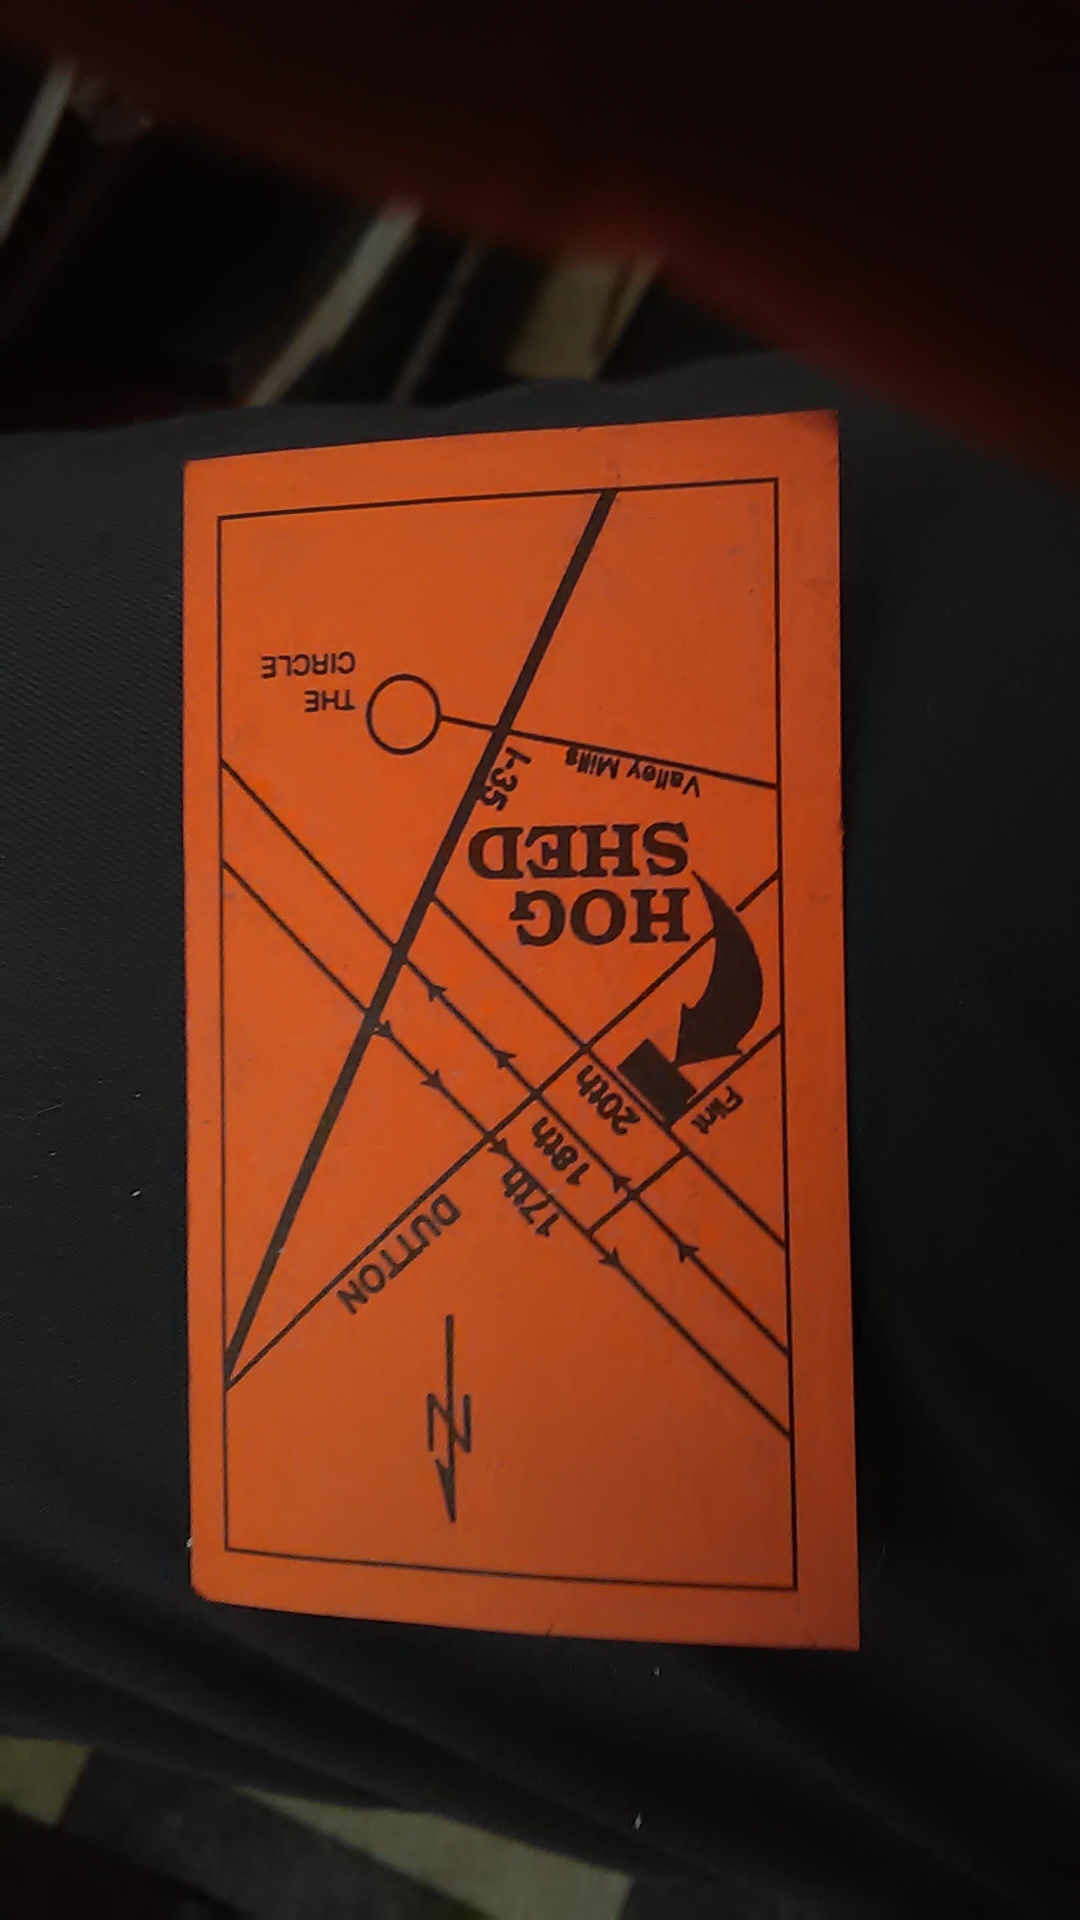 N
DUTTON
17th
18th
20th
Flint
HOG
SHED
I-35
Valley Mills
THE
CIRCLE